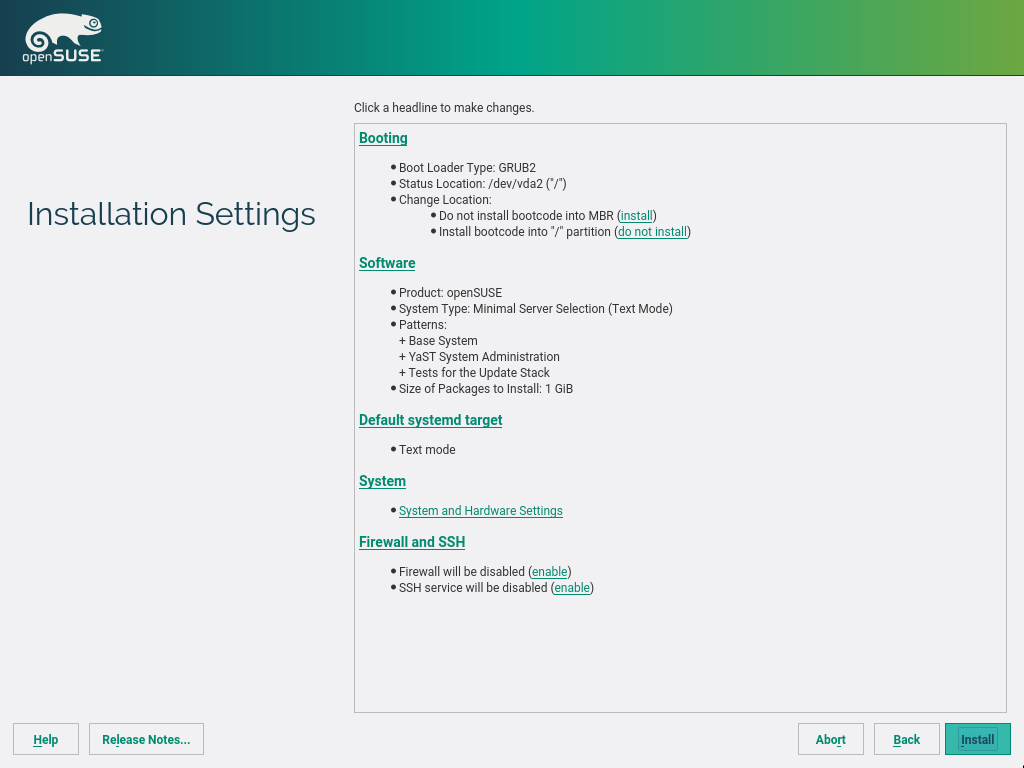 openSUSE
Click a headline to make changes.
Installation Settings
Booting
Boot Loader Type: GRUB2
Status Location: /dev/vda2 ("/")
Change Location:
Do not install bootcode into MBR (install)
Install bootcode into "/" partition (do not install)
Software
Product: openSUSE
System Type: Minimal Server Selection (Text Mode)
Patterns:
+ Base System
+ YaST System Administration
+ Tests for the Update Stack
Size of Packages to Install: 1 GiB
Default systemd target
Text mode
System
System and Hardware Settings
Firewall and SSH
Firewall will be disabled (enable)
SSH service will be disabled (enable)
Help
Release Notes...
Abort
Back
Install